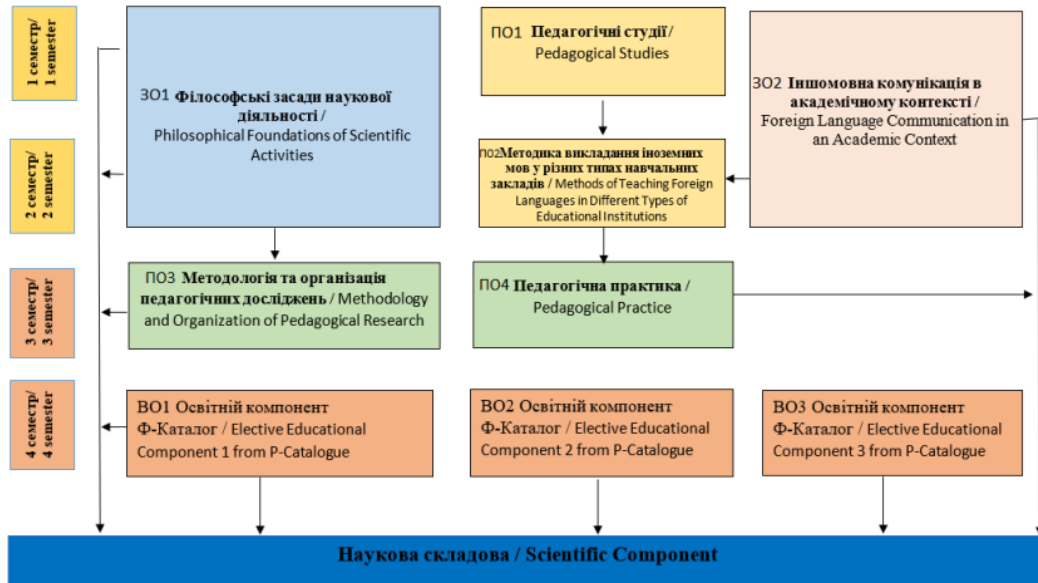 1 семестр/
1 semester
ЗО1 Філософські засади наукової
діяльності /
Philosophical Foundations of Scientific
Activities
ПО1 Педагогічні студії /
Pedagogical Studies
ЗО2 Іншомовна комунікація в
академічному контексті /
Foreign Language Communication in
an Academic Context
2 семестр/
2 semester
ПО2Методика викладання іноземних
мов у різних типах навчальних
закладів / Methods of Teaching Foreign
Languages in Different Types of
Educational Institutions
3 семестр/
3 semester
ПО3 Методологія та організація
педагогічних досліджень / Methodology
and Organization of Pedagogical Research
ПО4 Педагогічна практика /
Pedagogical Practice
4 семестр/
4 semester
ВО1 Освітній компонент
Ф-Каталог / Elective Educational
Component 1 from P-Catalogue
ВО2 Освітній компонент
Ф-Каталог / Elective Educational
Component 2 from P-Catalogue
ВО3 Освітній компонент
Ф-Каталог / Elective Educational
Component 3 from P-Catalogue
Наукова складова / Scientific Component